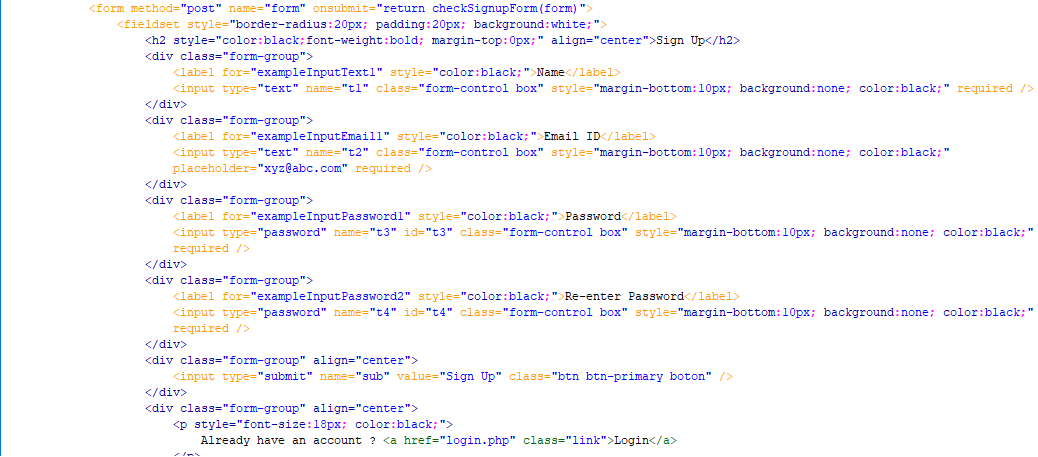 <form method="post" name="form" onsubmit="return checkSignupForm(form)">
<fieldset style="border-radius:20px; padding:20px; background:white;">
<h2 style="color:black;font-weight:bold; margin-top:0px;" align="center">Sign Up</h2>
<div class="form-group">
<label for="exampleInputText1" style="color:black;">Name</label>
<input type="text" name="t1" class="form-control box" style="margin-bottom:10px; background:none; color:black;" required />
</div>
<div class="form-group">
<label for="exampleInputEmail1" style="color:black;">Email ID</label>
<input type="text" name="t2" class="form-control box" style="margin-bottom:10px; background:none; color:black;"
placeholder="xyz@abc.com" required />
</div>
<div class="form-group">
<label for="exampleInputPassword1" style="color:black;">Password</label>
<input type="password" name="t3" id="t3" class="form-control box" style="margin-bottom:10px; background:none; color:black;"
required />
</div>
<div class="form-group">
<label for="exampleInputPassword2" style="color:black;">Re-enter Password</label>
<input type="password" name="t4" id="t4" class="form-control box" style="margin-bottom:10px; background:none; color:black;"
required />
</div>
<div class="form-group" align="center">
<input type="submit" name="sub" value="Sign Up" class="btn btn-primary boton" />
</div>
<div class="form-group" align="center">
<p style="font-size:18px; color:black;">
Already have an account ? <a href="login.php" class="link">Login</a>
</p>